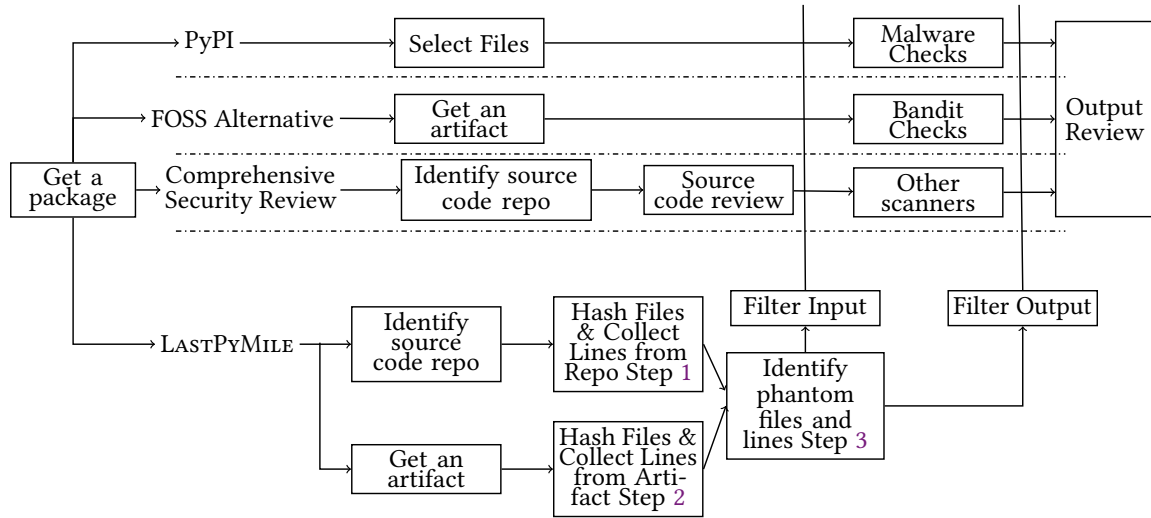 PyPI
Select Files
Malware
Checks
FOSS Alternative
Get an
artifact
Bandit
Checks
Output
Review
Get a
package
Comprehensive
Security Review
Identify source
code repo
Source
code review
Other
scanners
Filter Input
Filter Output
LASTPYMILE
Identify
source
code repo
Hash Files
& Collect
Lines from
Repo Step 1
Identify
phantom
files and
lines Step 3
Get an
artifact
Hash Files &
Collect Lines
from Arti-
fact Step 2